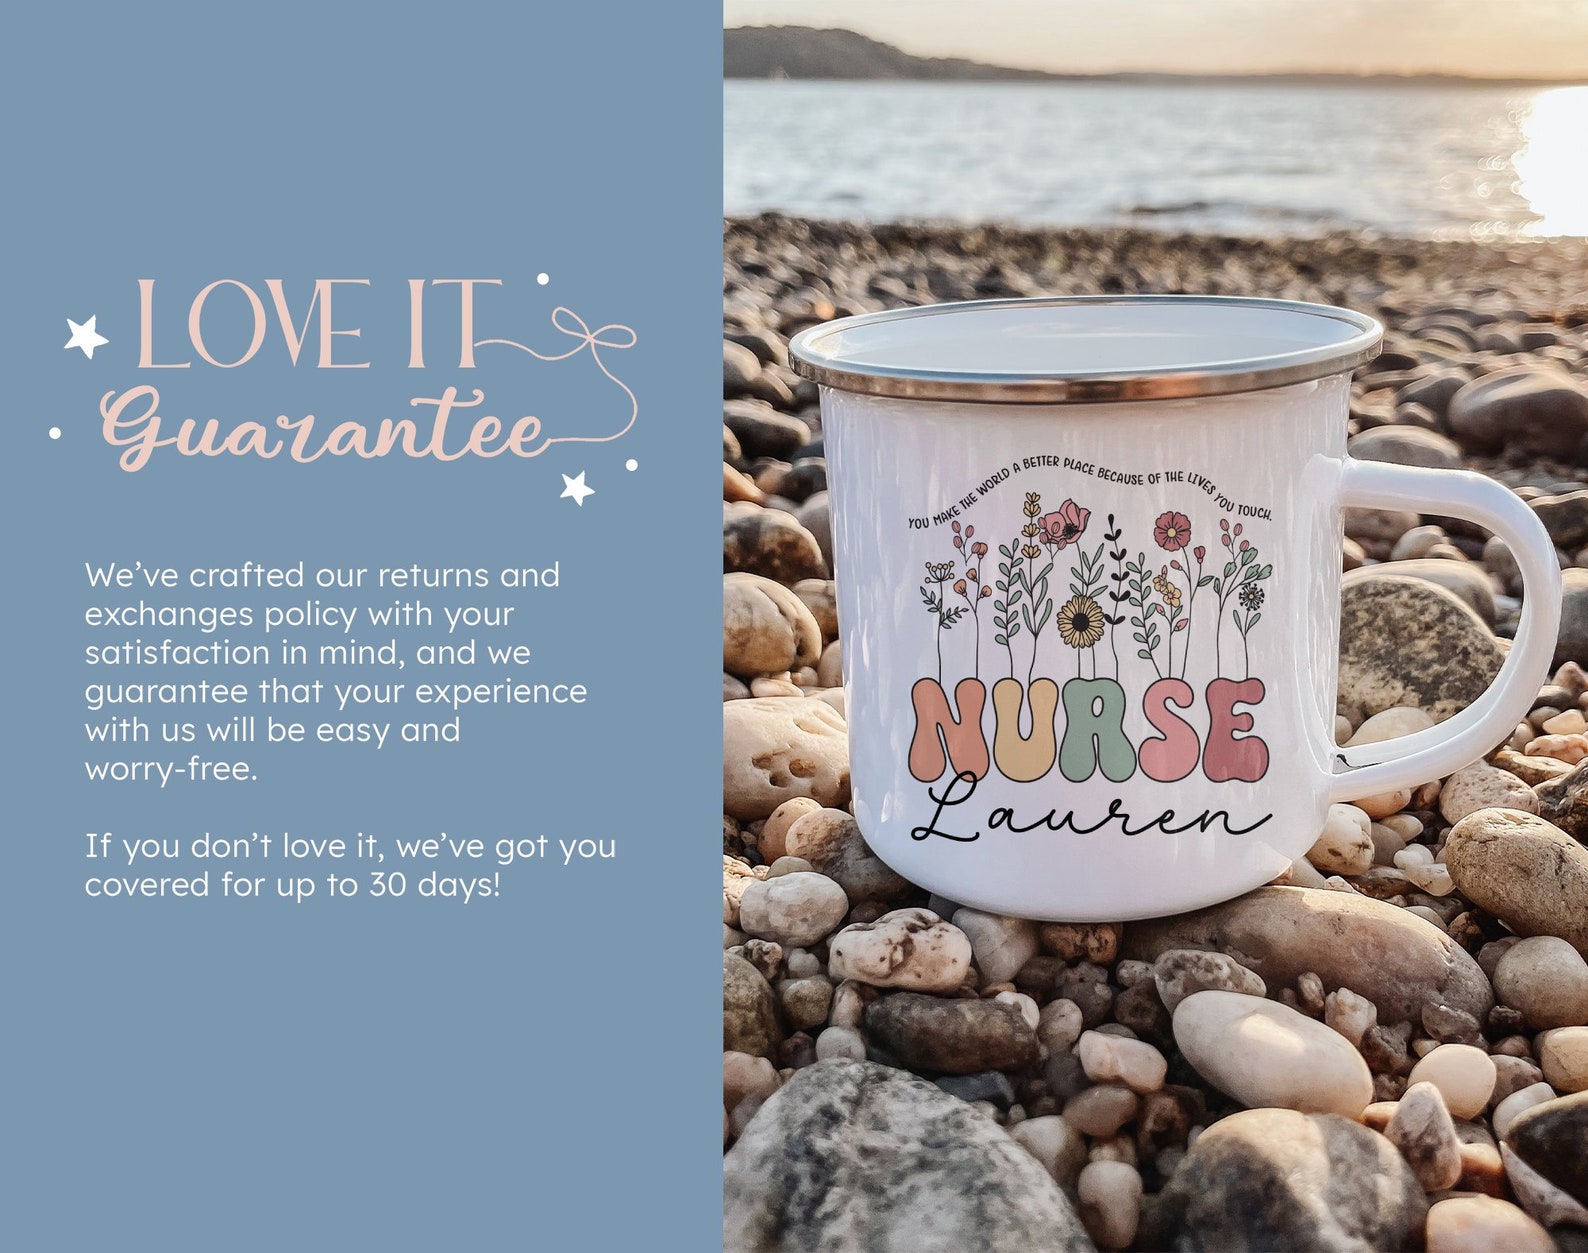 LOVE IT
Guarantee
We've crafted our returns and
exchanges policy with your
satisfaction in mind, and we
guarantee that your experience
with us will be easy and
worry-free.
If you don't love it, we've got you
covered for up to 30 days!
YOU MAKE THE WORLD A BETTER PLACE BECAUSE OF THE LIVES YOU TOUCH.
NURSE
Lauren